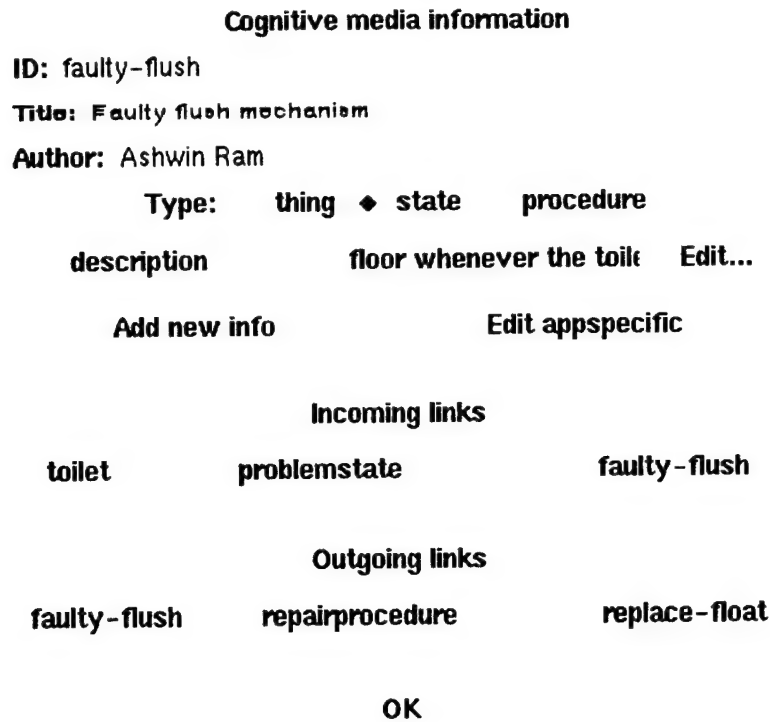 Cognitive media information
ID: faulty-flush
Title: Faulty flush mechanism
Author: Ashwin Ram
Type: thing ◆ state procedure
description floor whenever the toile Edit...
Add new info Edit appspecific
Incoming links
toilet problemstate faulty-flush
Outgoing links
faulty-flush repairprocedure replace-float
OK